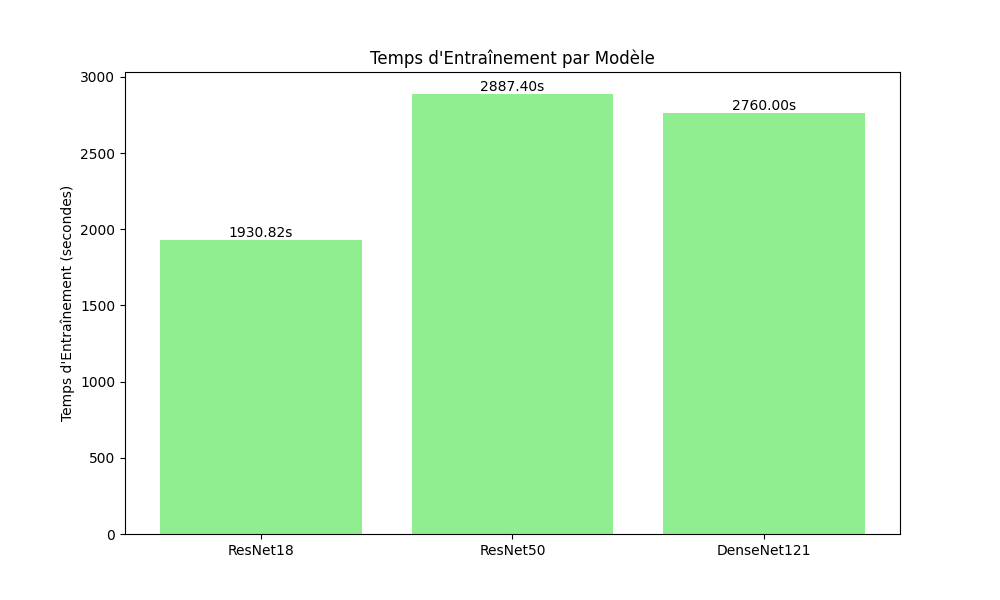 Temps d'Entraînement par Modèle
Temps d'Entraînement (secondes)
3000
2500
2000
1500
1000
500
0
1930.82s
2887.40s
2760.00s
ResNet18
ResNet50
DenseNet121